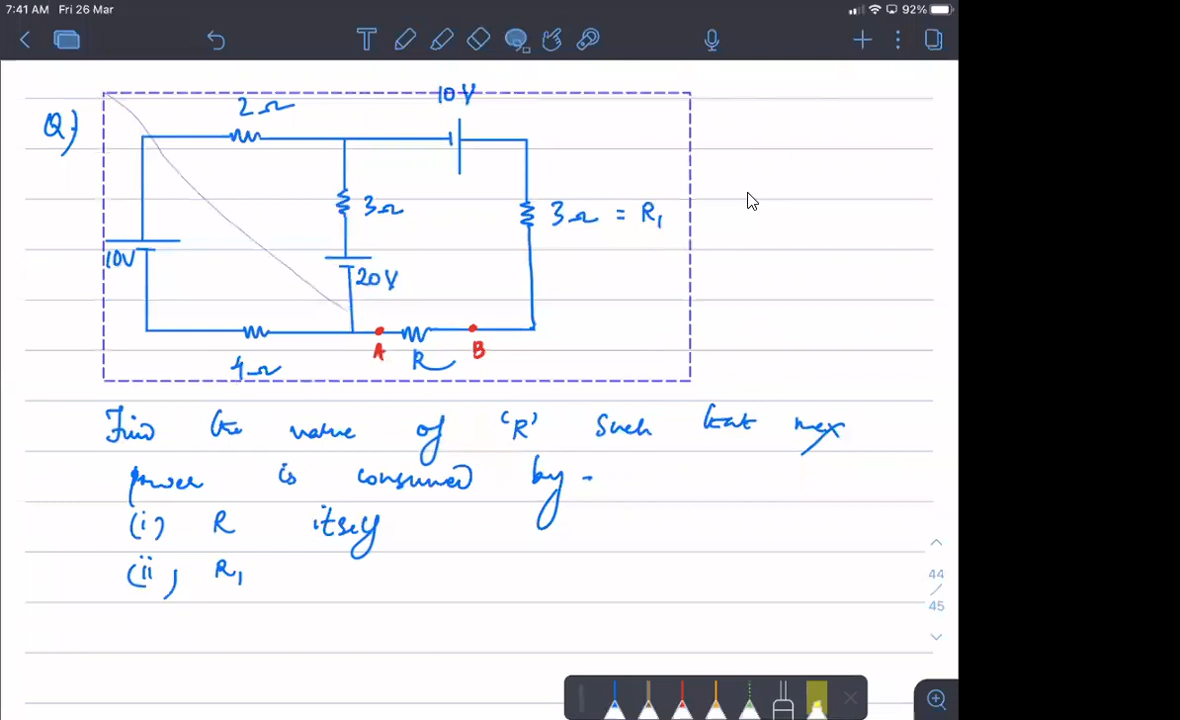 7:41 AM Fri 26 Mar
92%
Q)
2Ω
10V
3Ω
3Ω = R₁
10V
20V
A
R
B
4Ω
Find the value of 'R' such that max
power is consumed by -
(i) R itself
(ii) R₁
44
/
45